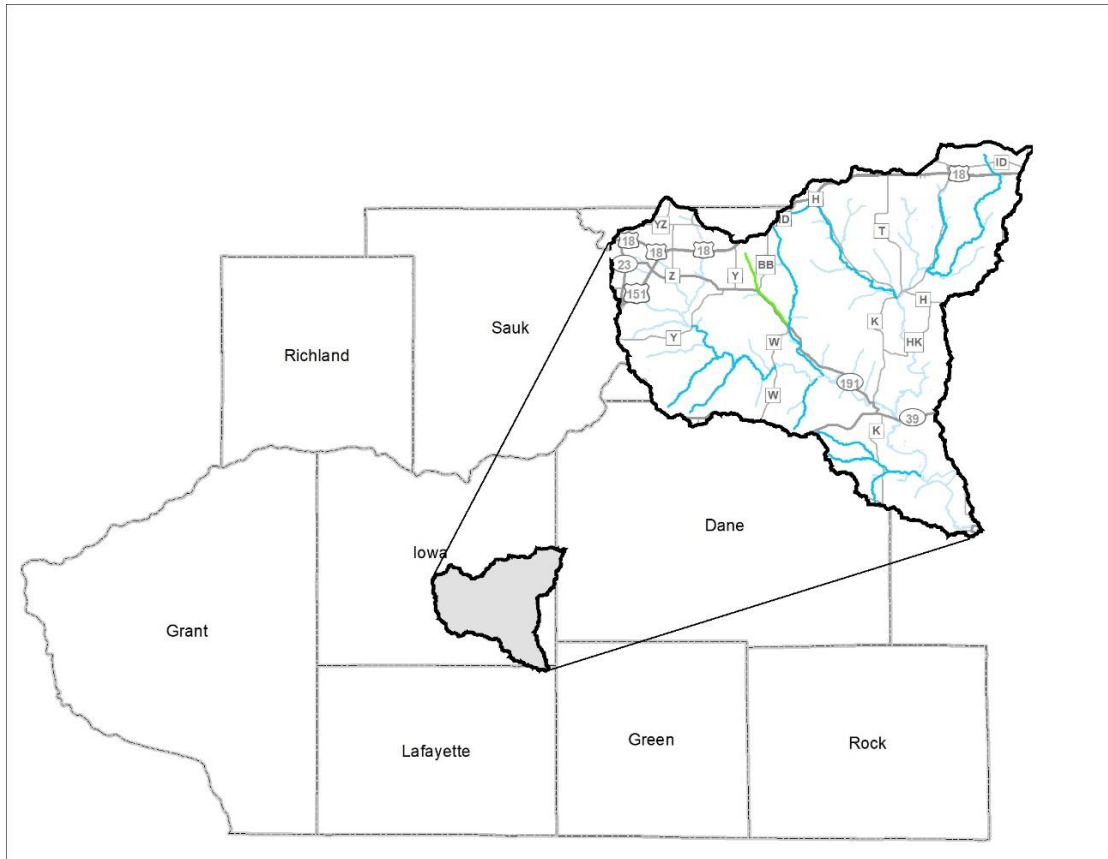 ID
18
H
YZ
ID
T
18
18
18
23
BB
Z
Y
151
H
K
Sauk
Richland
Y
W
HK
191
W
39
K
Dane
Iowa
Grant
Green
Rock
Lafayette